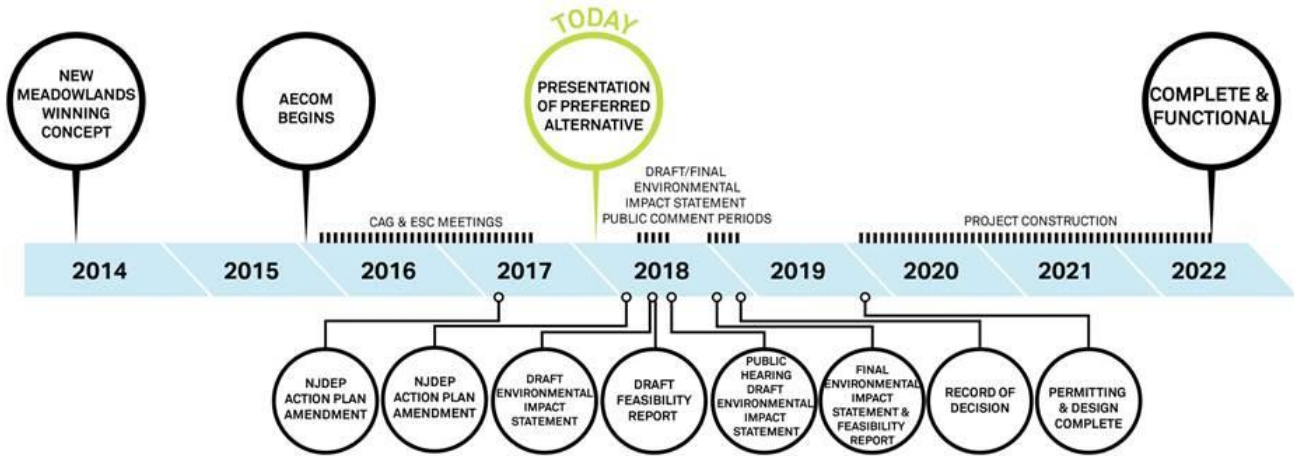 TODAY
NEW
MEADOWLANDS
WINNING
CONCEPT
AECOM
BEGINS
PRESENTATION
OF PREFERRED
ALTERNATIVE
COMPLETE &
FUNCTIONAL
CAG & ESC MEETINGS
DRAFT/FINAL
ENVIRONMENTAL
IMPACT STATEMENT
PUBLIC COMMENT PERIODS
PROJECT CONSTRUCTION
2014 2015 2016 2017 2018 2019 2020 2021 2022
NJDEP
ACTION PLAN
AMENDMENT
NJDEP
ACTION PLAN
AMENDMENT
DRAFT
ENVIRONMENTAL
IMPACT
STATEMENT
DRAFT
FEASIBILITY
REPORT
PUBLIC
HEARING
DRAFT
ENVIRONMENTAL
IMPACT
STATEMENT
FINAL
ENVIRONMENTAL
IMPACT
STATEMENT &
FEASIBILITY
REPORT
RECORD OF
DECISION
PERMITTING
& DESIGN
COMPLETE